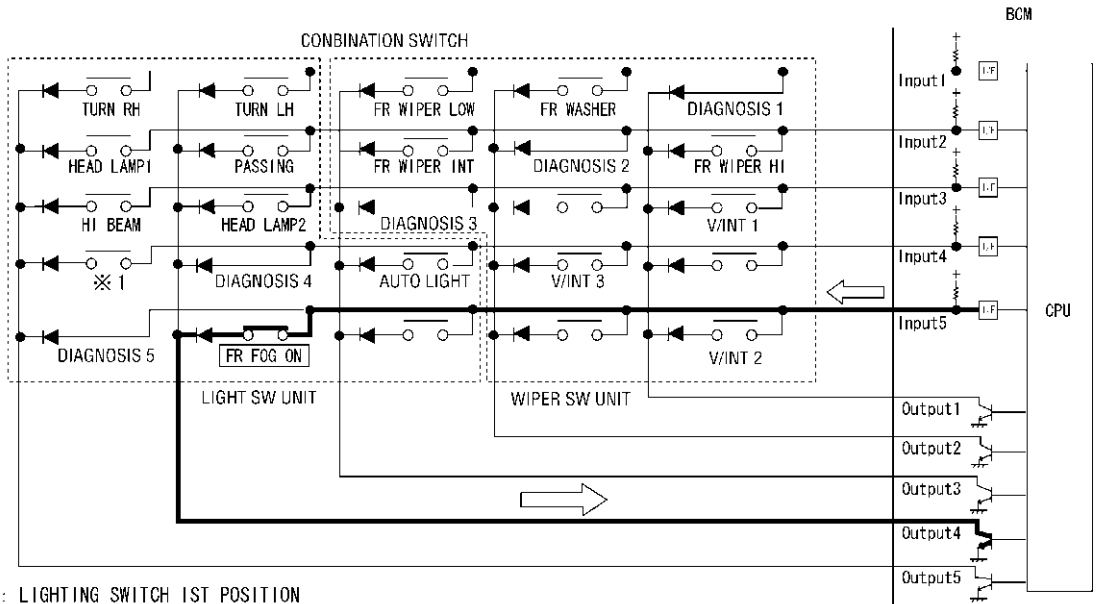 BCM
CONBINATION SWITCH
Input1
I/F
TURN RH
TURN LH
FR WIPER LOW
FR WASHER
DIAGNOSIS 1
Input2
I/F
HEAD LAMP1
PASSING
FR WIPER INT
DIAGNOSIS 2
FR WIPER HI
Input3
I/F
HI BEAM
HEAD LAMP2
DIAGNOSIS 3
V/INT 1
Input4
I/F
※ 1
DIAGNOSIS 4
AUTO LIGHT
V/INT 3
Input5
I/F
CPU
DIAGNOSIS 5
FR FOG ON
V/INT 2
LIGHT SW UNIT
WIPER SW UNIT
Output1
Output2
Output3
Output4
Output5
: LIGHTING SWITCH IST POSITION